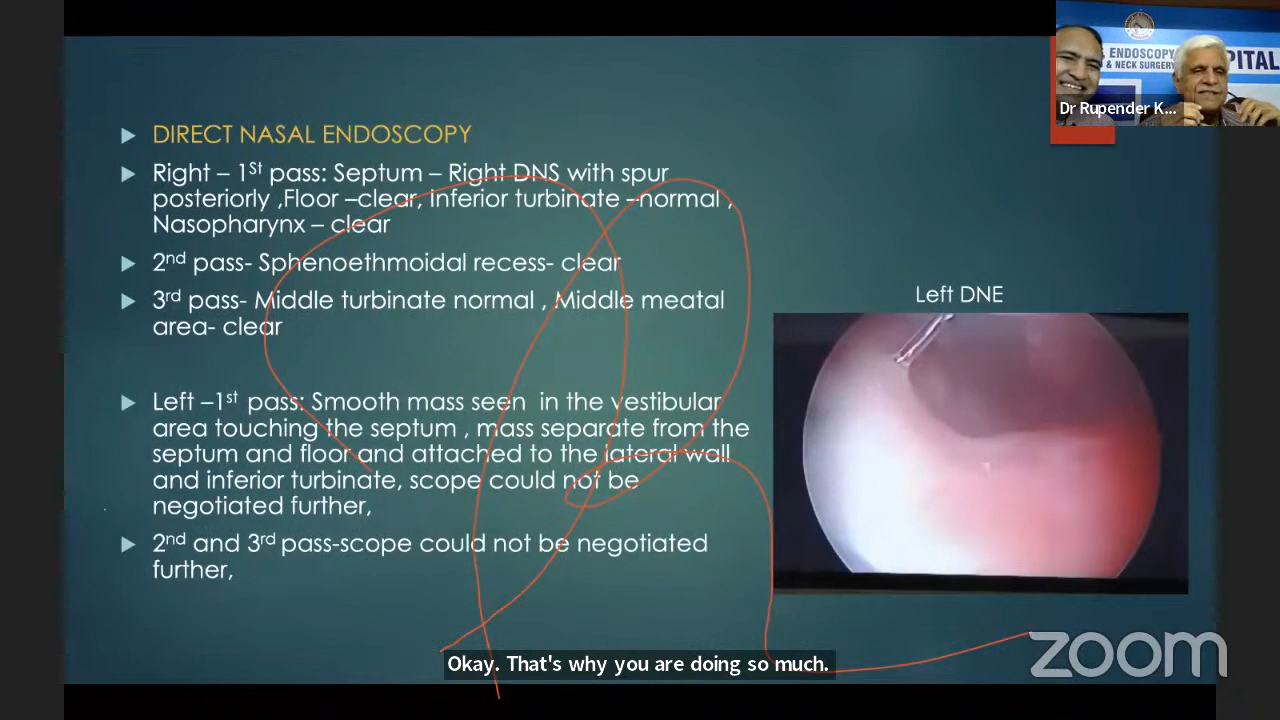 DIRECT NASAL ENDOSCOPY
Right – 1St pass: Septum – Right DNS with spur
posteriorly ,Floor –clear, Inferior turbinate –normal ,
Nasopharynx – clear
2nd pass- Sphenoethmoidal recess- clear
3rd pass- Middle turbinate normal , Middle meatal
area- clear
Left –1st pass: Smooth mass seen in the vestibular
area touching the septum , mass separate from the
septum and floor and attached to the lateral wall
and inferior turbinate, scope could not be
negotiated further,
2nd and 3rd pass-scope could not be negotiated
further,
Left DNE
ENDOSCOPY
& NECK SURGERY
PITAL
Dr Rupender K...
Okay. That's why you are doing so much.
zoom